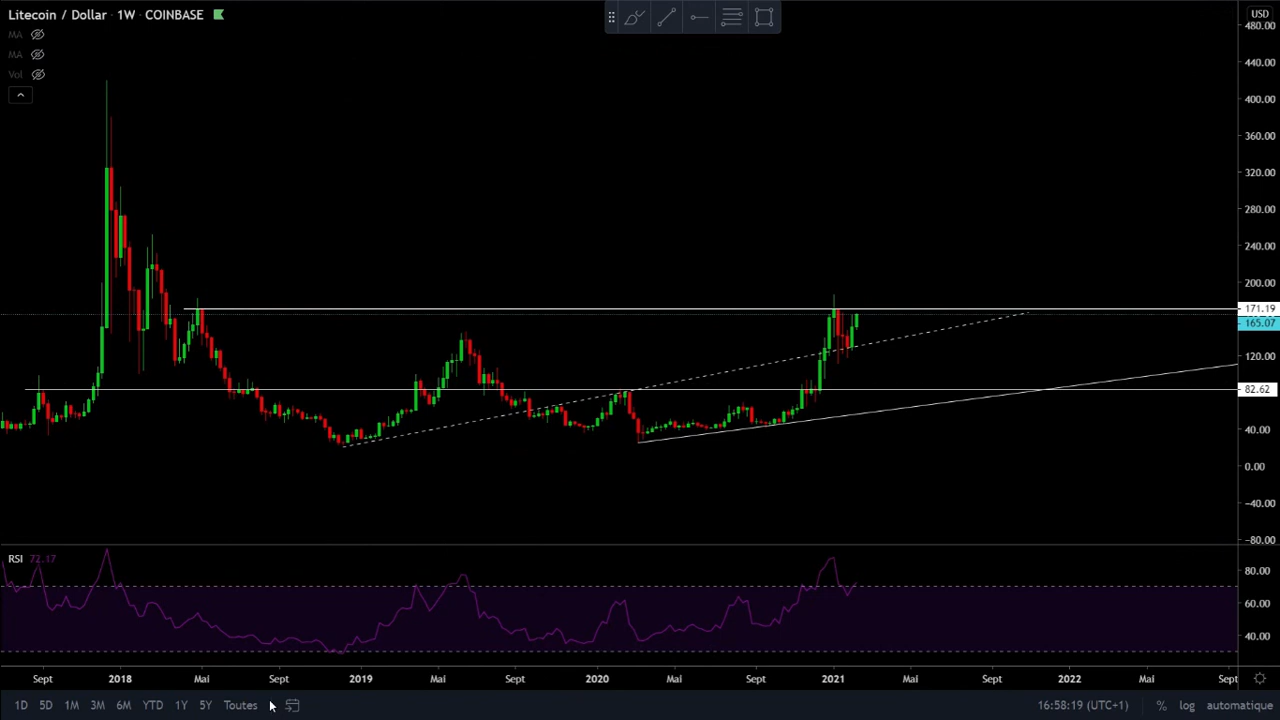 Litecoin / Dollar · 1W · COINBASE
USD
MA
MA
Vol
480.00
440.00
400.00
360.00
320.00
280.00
240.00
200.00
171.19
165.07
120.00
82.62
40.00
0.00
−40.00
−80.00
RSI 72.17
80.00
60.00
40.00
Sept 2018 Mai Sept 2019 Mai Sept 2020 Mai Sept 2021 Mai Sept 2022 Mai Sept
1D 5D 1M 3M 6M YTD 1Y 5Y Toutes 16:58:19 (UTC+1) % log automatique